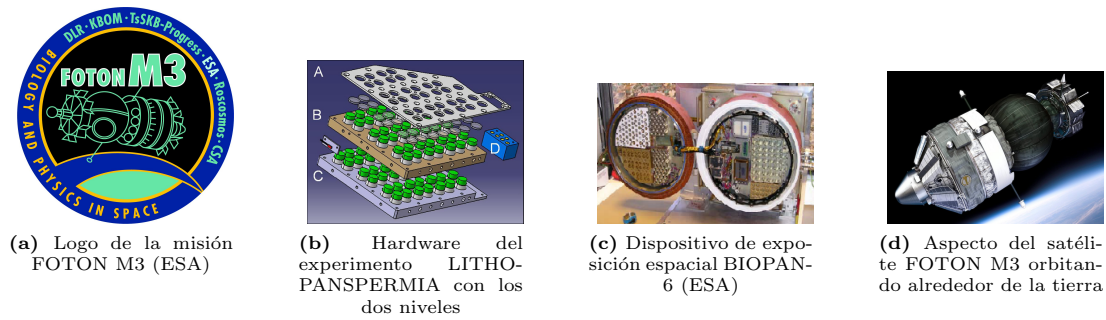 DLR · KBOM · TsSKB-Progress · ESA · Roscosmos · CSA
FOTON M3
BIOLOGY AND PHYSICS IN SPACE
A
B
C
D
(a) Logo de la misión
FOTON M3 (ESA)
(b) Hardware del
experimento LITHO-
PANSPERMIA con los
dos niveles
(c) Dispositivo de expo-
sición espacial BIOPAN-
6 (ESA)
(d) Aspecto del satéli-
te FOTON M3 orbitan-
do alrededor de la tierra